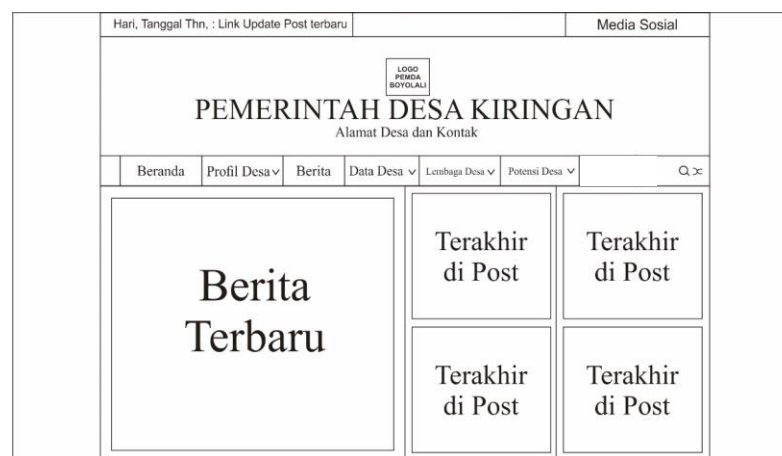 Hari, Tanggal Thn, : Link Update Post terbaru
Media Sosial
LOGO
PEMDA
BOYOLALI
PEMERINTAH DESA KIRINGAN
Alamat Desa dan Kontak
Beranda
Profil Desa
Berita
Data Desa
Lembaga Desa
Potensi Desa
Berita
Terbaru
Terakhir
di Post
Terakhir
di Post
Terakhir
di Post
Terakhir
di Post